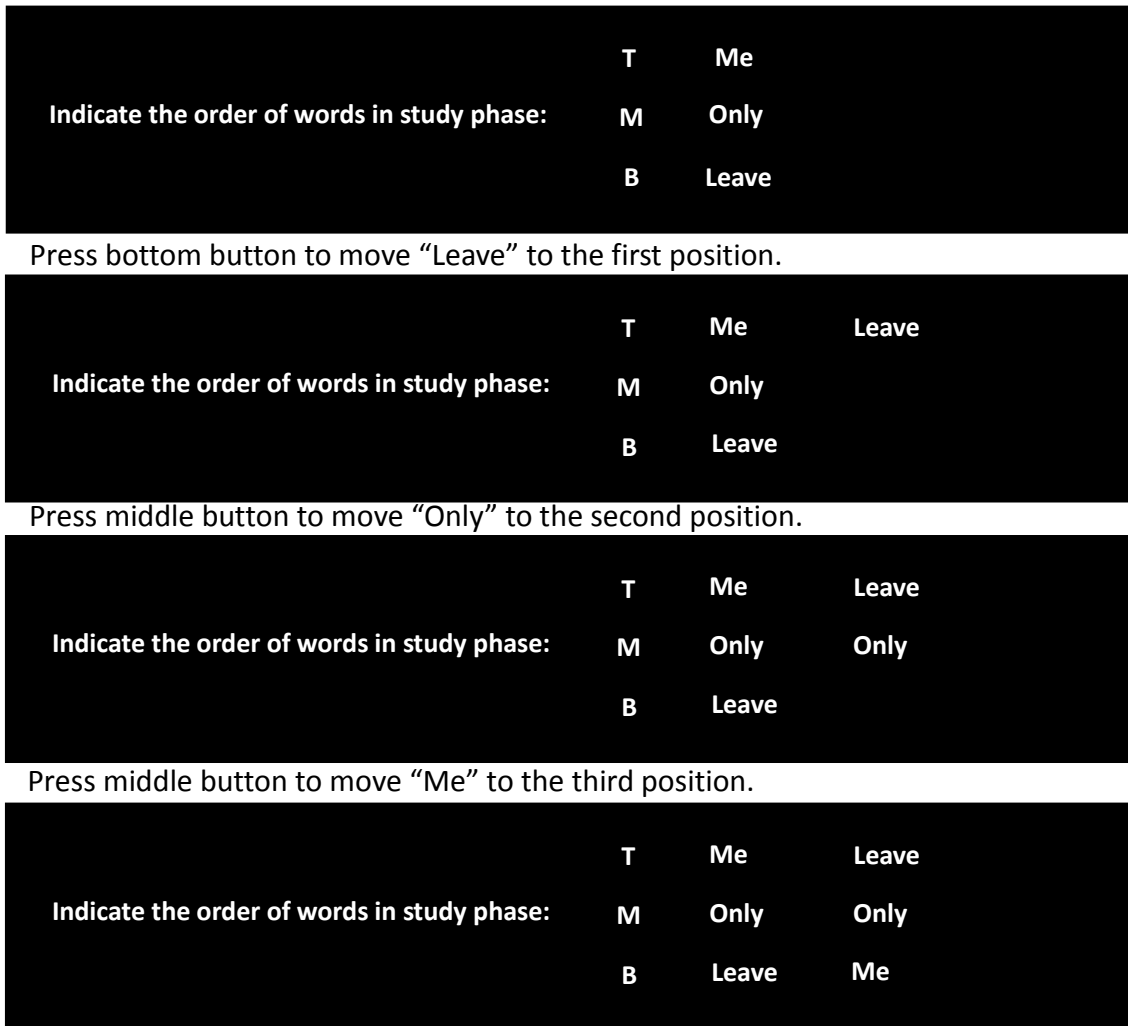 T Me
Indicate the order of words in study phase: M Only
B Leave
Press bottom button to move “Leave” to the first position.
T Me Leave
Indicate the order of words in study phase: M Only
B Leave
Press middle button to move “Only” to the second position.
T Me Leave
Indicate the order of words in study phase: M Only Only
B Leave
Press middle button to move “Me” to the third position.
T Me Leave
Indicate the order of words in study phase: M Only Only
B Leave Me